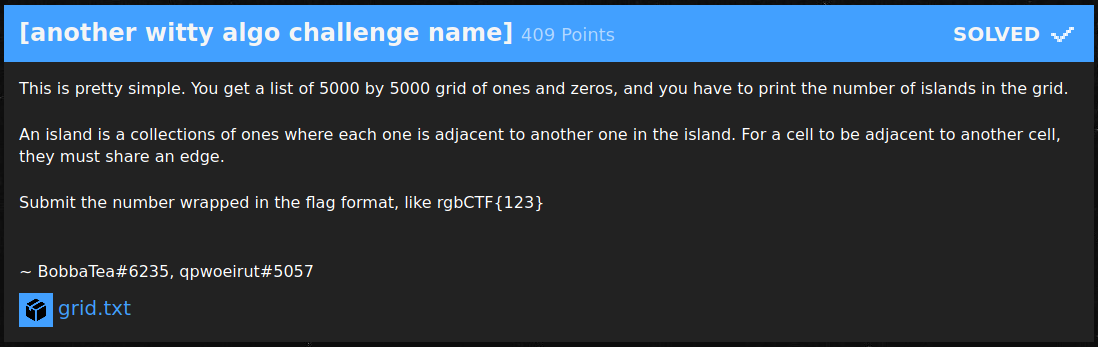 [another witty algo challenge name] 409 Points SOLVED
This is pretty simple. You get a list of 5000 by 5000 grid of ones and zeros, and you have to print the number of islands in the grid.
An island is a collections of ones where each one is adjacent to another one in the island. For a cell to be adjacent to another cell,
they must share an edge.
Submit the number wrapped in the flag format, like rgbCTF{123}
~ BobbaTea#6235, qpwoeirut#5057
grid.txt